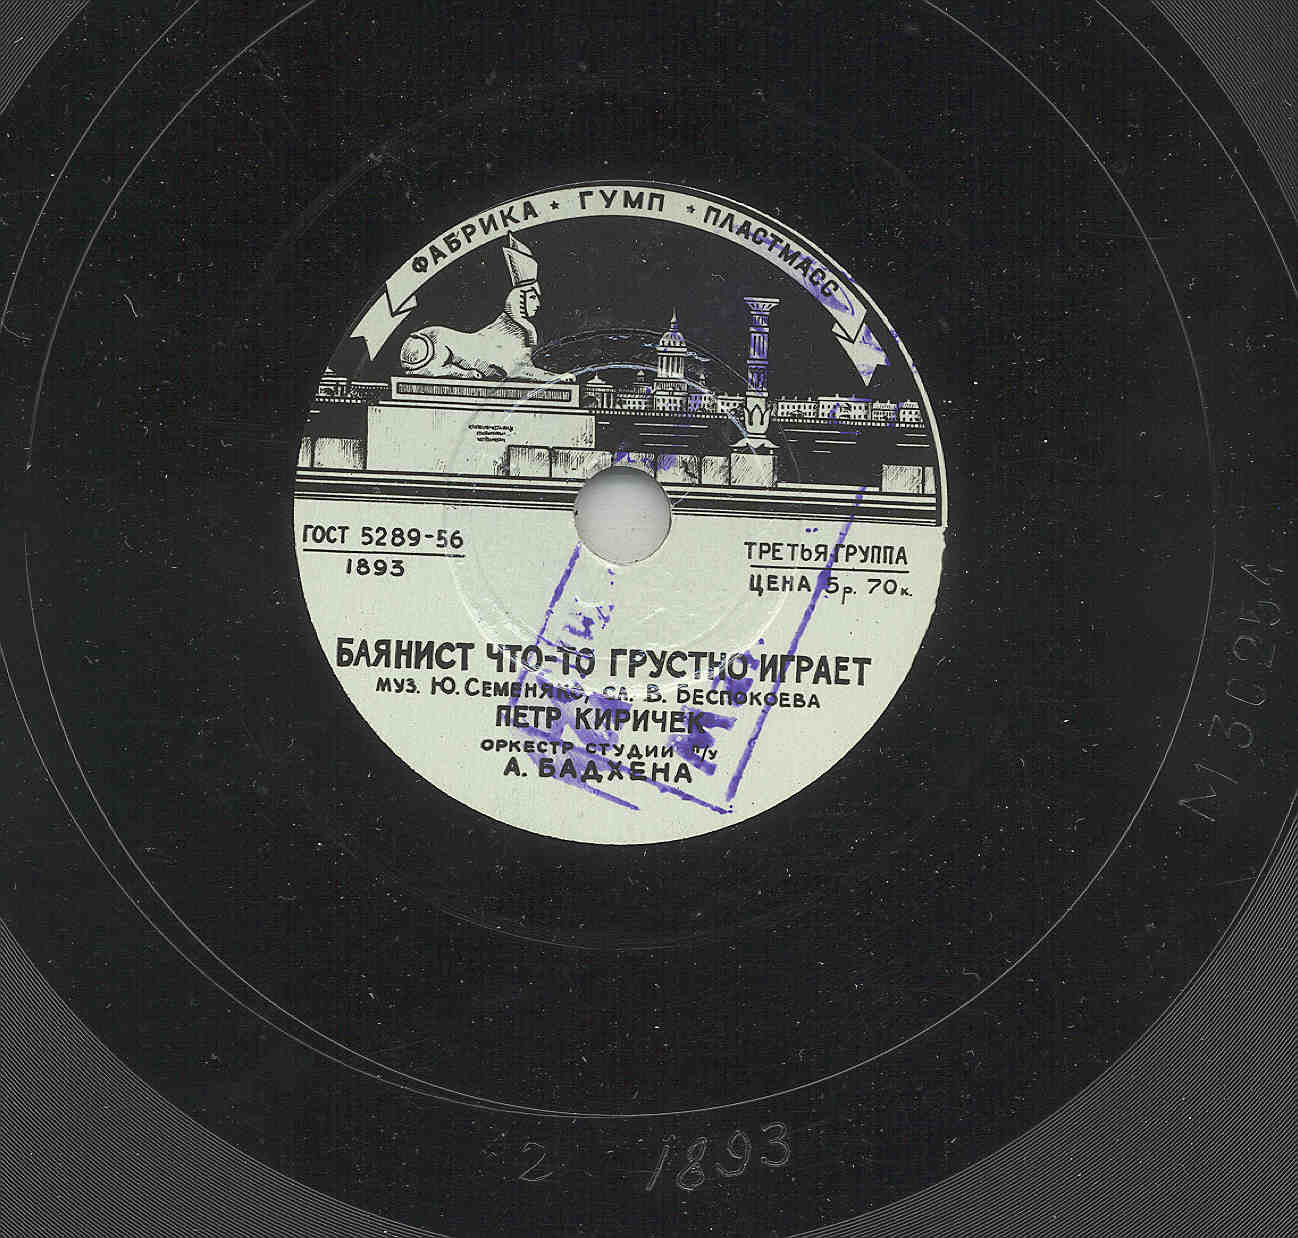 ФАБРИКА * ГУМП * ПЛАСТМАСС
ГОСТ 5289-56
1893
ТРЕТЬЯ ГРУППА
ЦЕНА 5р. 70к.
БАЯНИСТ ЧТО-ТО ГРУСТНО ИГРАЕТ
муз. Ю. Семеняко, сл. В. Беспокоева
ПЕТР КИРИЧЕК
оркестр студии п/у
А. БАДХЕНА
М30254
2 1893